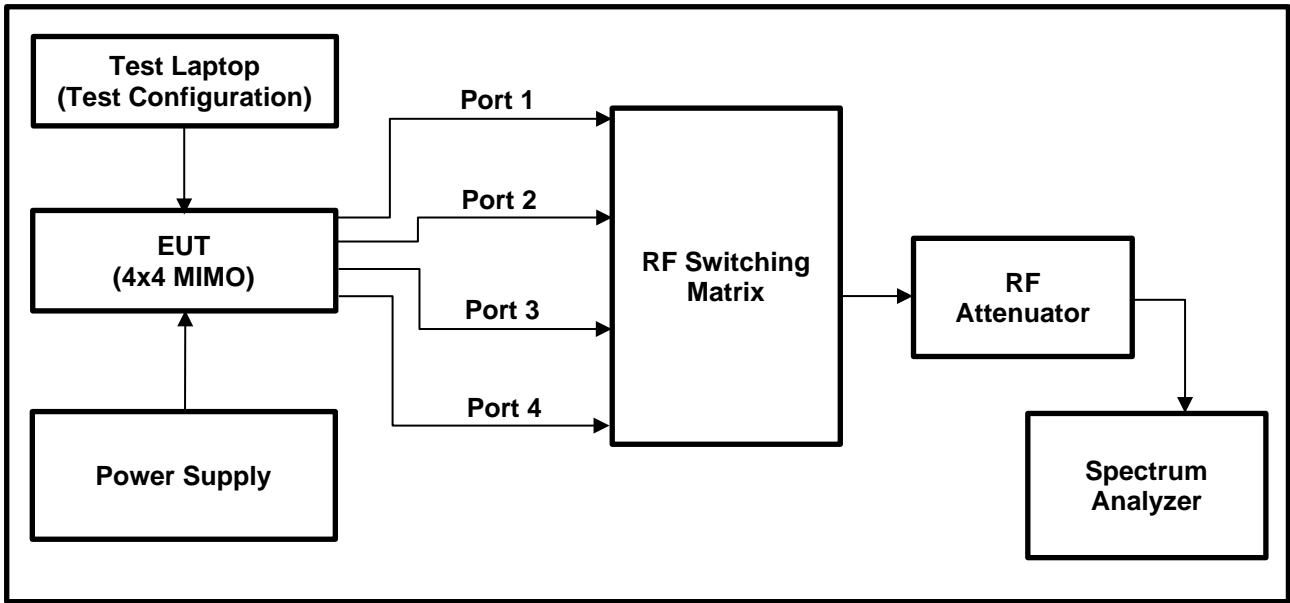 Test Laptop
(Test Configuration)
EUT
(4x4 MIMO)
Power Supply
Port 1
Port 2
Port 3
Port 4
RF Switching
Matrix
RF
Attenuator
Spectrum
Analyzer